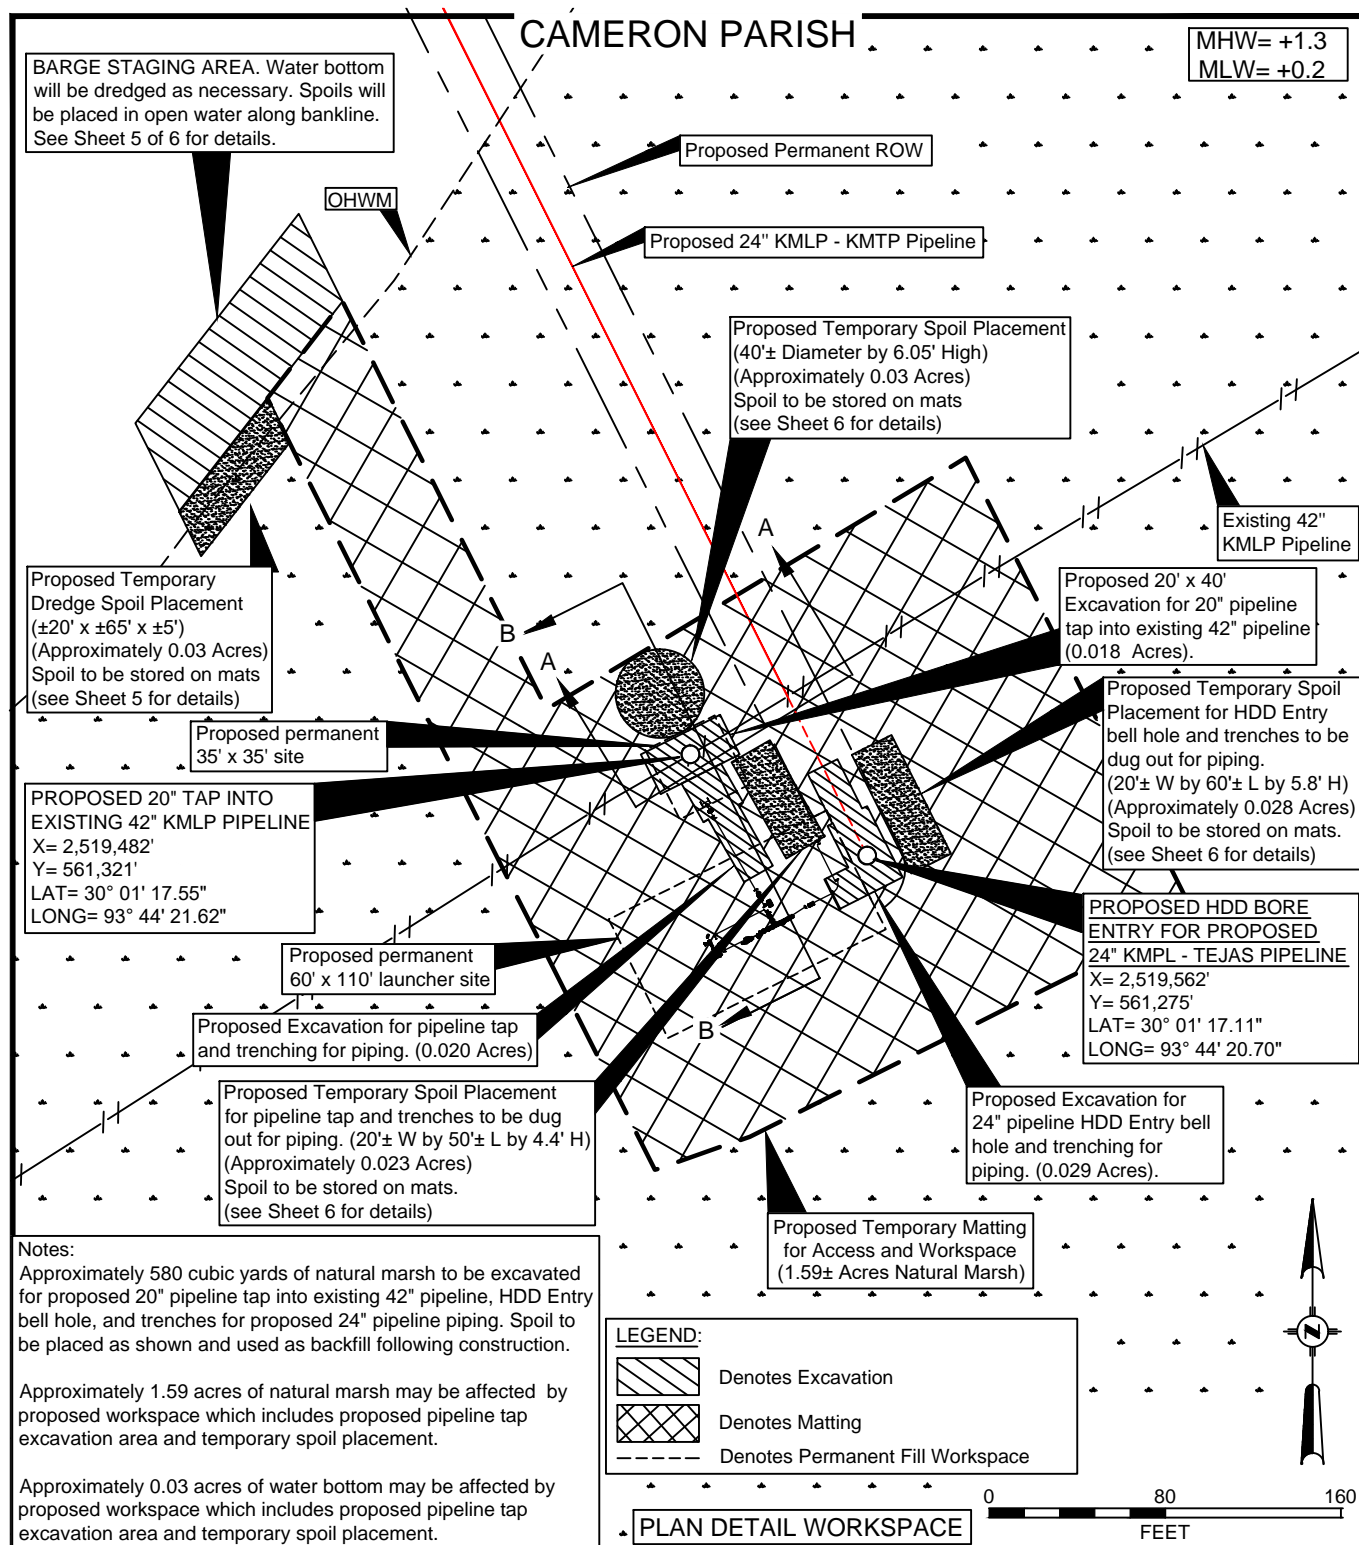 CAMERON PARISH
MHW= +1.3
MLW= +0.2
BARGE STAGING AREA. Water bottom
will be dredged as necessary. Spoils will
be placed in open water along bankline.
See Sheet 5 of 6 for details.
Proposed Permanent ROW
OHWM
Proposed 24" KMLP - KMTP Pipeline
Proposed Temporary Spoil Placement
(40'± Diameter by 6.05' High)
(Approximately 0.03 Acres)
Spoil to be stored on mats
(see Sheet 6 for details)
Existing 42"
KMLP Pipeline
A
Proposed Temporary
Dredge Spoil Placement
(±20' x ±65' x ±5')
(Approximately 0.03 Acres)
Spoil to be stored on mats
(see Sheet 5 for details)
B
A
Proposed 20' x 40'
Excavation for 20" pipeline
tap into existing 42" pipeline
(0.018 Acres).
Proposed Temporary Spoil
Placement for HDD Entry
bell hole and trenches to be
dug out for piping.
(20'± W by 60'± L by 5.8' H)
(Approximately 0.028 Acres)
Spoil to be stored on mats.
(see Sheet 6 for details)
Proposed permanent
35' x 35' site
PROPOSED 20" TAP INTO
EXISTING 42" KMLP PIPELINE
X= 2,519,482'
Y= 561,321'
LAT= 30° 01' 17.55"
LONG= 93° 44' 21.62"
PROPOSED HDD BORE
ENTRY FOR PROPOSED
24" KMPL - TEJAS PIPELINE
X= 2,519,562'
Y= 561,275'
LAT= 30° 01' 17.11"
LONG= 93° 44' 20.70"
Proposed permanent
60' x 110' launcher site
Proposed Excavation for pipeline tap
and trenching for piping. (0.020 Acres)
B
Proposed Temporary Spoil Placement
for pipeline tap and trenches to be dug
out for piping. (20'± W by 50'± L by 4.4' H)
(Approximately 0.023 Acres)
Spoil to be stored on mats.
(see Sheet 6 for details)
Proposed Excavation for
24" pipeline HDD Entry bell
hole and trenching for
piping. (0.029 Acres).
Proposed Temporary Matting
for Access and Workspace
(1.59± Acres Natural Marsh)
Notes:
Approximately 580 cubic yards of natural marsh to be excavated
for proposed 20" pipeline tap into existing 42" pipeline, HDD Entry
bell hole, and trenches for proposed 24" pipeline piping. Spoil to
be placed as shown and used as backfill following construction.
Approximately 1.59 acres of natural marsh may be affected by
proposed workspace which includes proposed pipeline tap
excavation area and temporary spoil placement.
Approximately 0.03 acres of water bottom may be affected by
proposed workspace which includes proposed pipeline tap
excavation area and temporary spoil placement.
LEGEND:
Denotes Excavation
Denotes Matting
Denotes Permanent Fill Workspace
PLAN DETAIL WORKSPACE
N
0 80 160
FEET